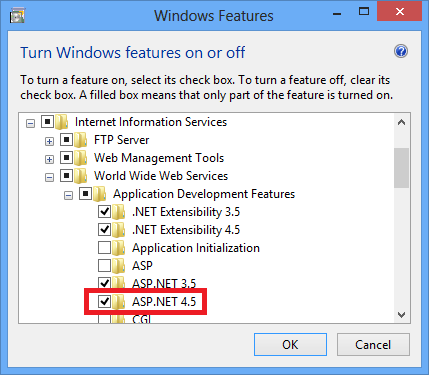 Windows Features
Turn Windows features on or off
To turn a feature on, select its check box. To turn a feature off, clear its
check box. A filled box means that only part of the feature is turned on.
Internet Information Services
FTP Server
Web Management Tools
World Wide Web Services
Application Development Features
.NET Extensibility 3.5
.NET Extensibility 4.5
Application Initialization
ASP
ASP.NET 3.5
ASP.NET 4.5
CGI
OK
Cancel